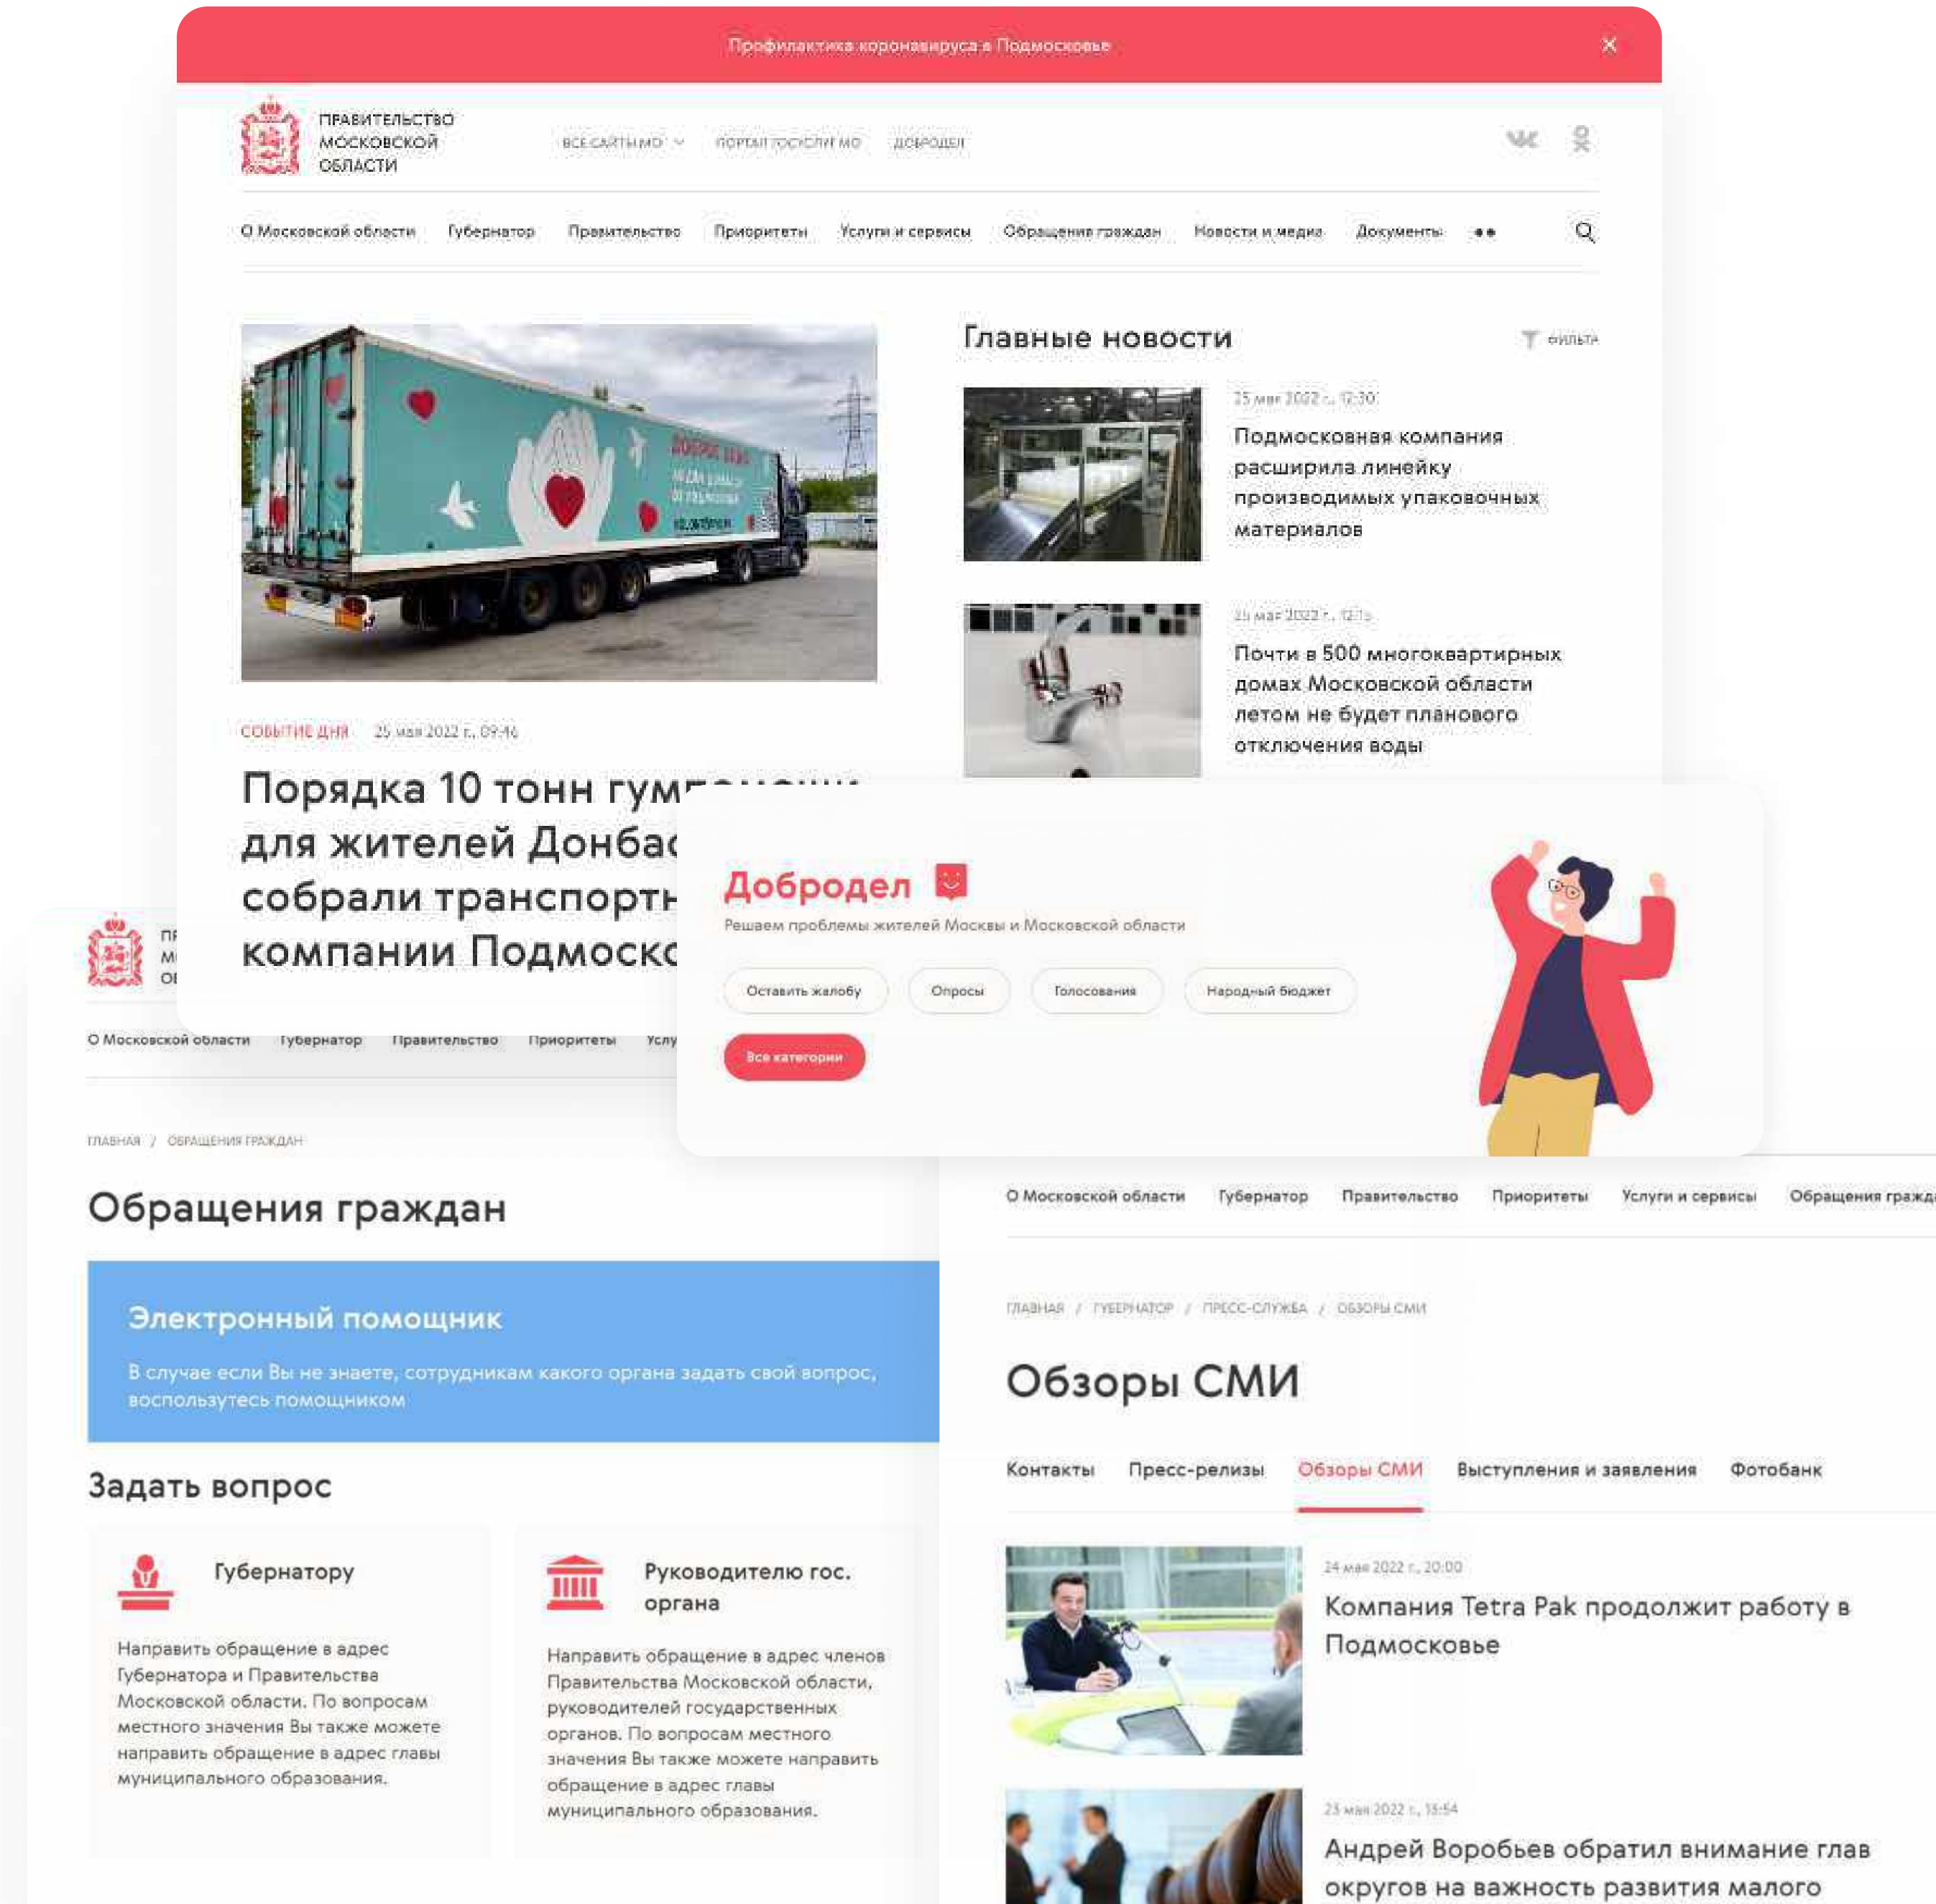 Профилактика коронавируса в Подмосковье
ПРАВИТЕЛЬСТВО
МОСКОВСКОЙ
ОБЛАСТИ
ВСЕ САЙТЫ МО
ПОРТАЛ ГОСУСЛУГ МО
ДОБРОДЕЛ
О Московской области Губернатор Правительство Приоритеты Услуги и сервисы Обращения граждан Новости и медиа Документы
СОБЫТИЕ ДНЯ 25 мая 2022 г., 09:46
Порядка 10 тонн
для жителей
собрали
компании
Главные новости
25 мая 2022 г., 12:30
Подмосковная компания
расширила линейку
производимых упаковочных
материалов
25 мая 2022 г., 12:15
Почти в 500 многоквартирных
домах Московской области
летом не будет планового
отключения воды
Добродел
Решаем проблемы жителей Москвы и Московской области
Оставить жалобу Опросы Голосования Народный бюджет
Все категории
О Московской области Губернатор Правительство Приоритеты
ГЛАВНАЯ / ОБРАЩЕНИЯ ГРАЖДАН
Обращения граждан
Электронный помощник
В случае если Вы не знаете, сотрудникам какого органа задать свой вопрос,
воспользутесь помощником
Задать вопрос
Губернатору
Направить обращение в адрес
Губернатора и Правительства
Московской области. По вопросам
местного значения Вы также можете
направить обращение в адрес главы
муниципального образования.
Руководителю гос.
органа
Направить обращение в адрес членов
Правительства Московской области,
руководителей государственных
органов. По вопросам местного
значения Вы также можете направить
обращение в адрес главы
муниципального образования.
О Московской области Губернатор Правительство Приоритеты Услуги и сервисы Обращения
ГЛАВНАЯ / ГУБЕРНАТОР / ПРЕСС-СЛУЖБА / ОБЗОРЫ СМИ
Обзоры СМИ
Контакты Пресс-релизы Обзоры СМИ Выступления и заявления Фотобанк
24 мая 2022 г., 20:00
Компания Tetra Pak продолжит работу в
Подмосковье
23 мая 2022 г., 13:54
Андрей Воробьев обратил внимание глав
округов на важность развития малого